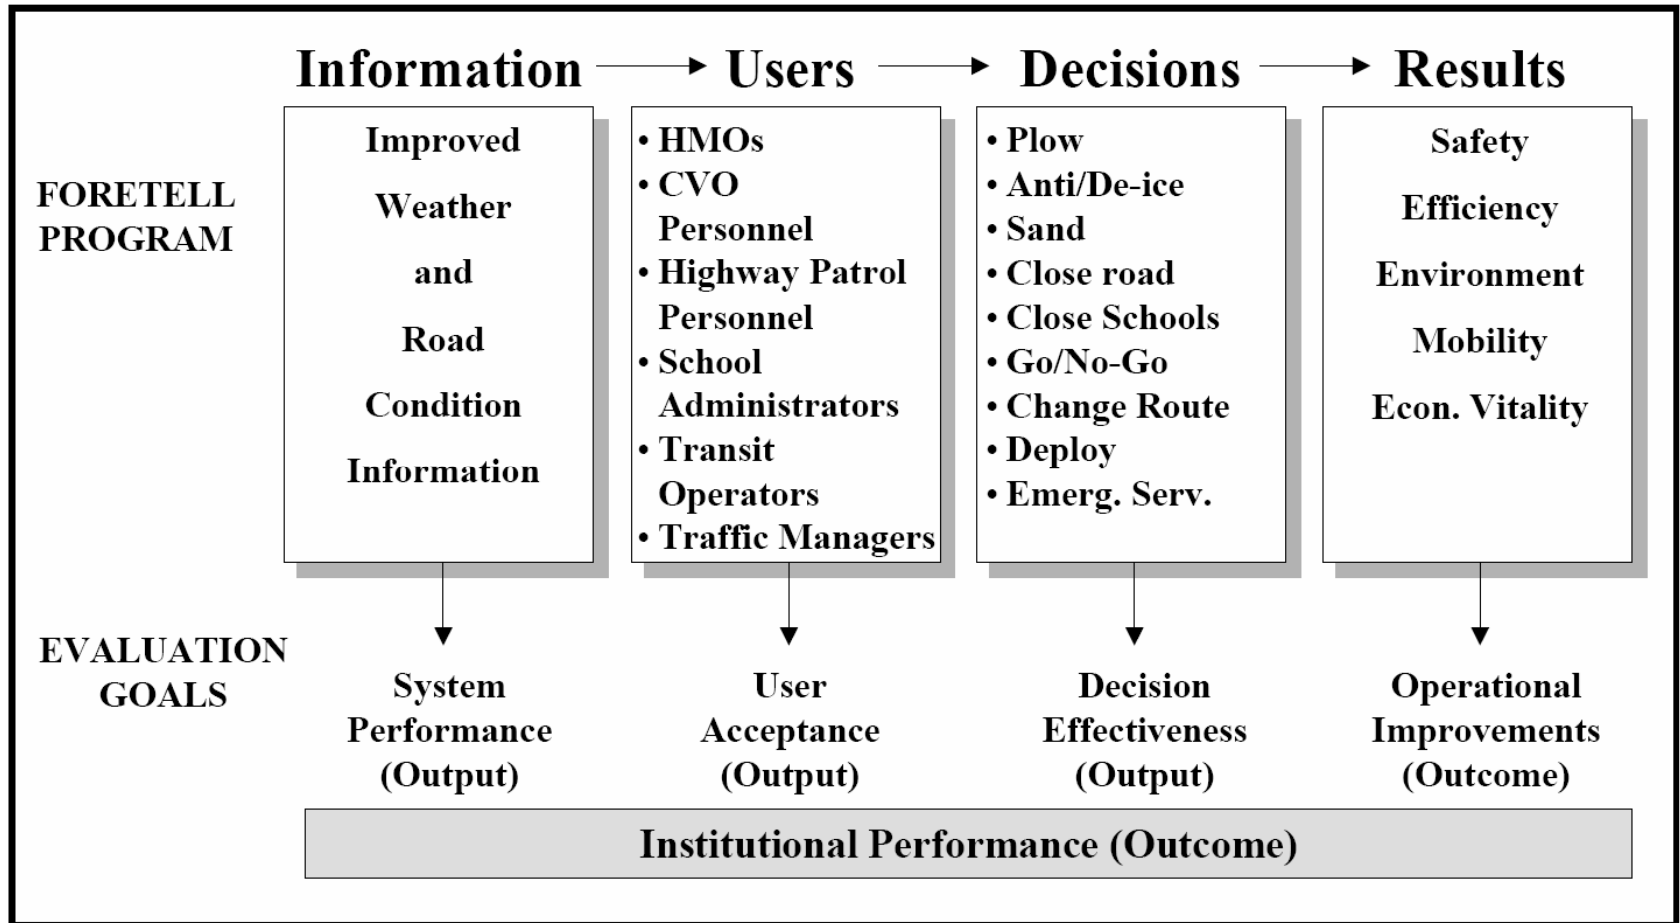 Information Users Decisions Results
FORETELL
PROGRAM
Improved
Weather
and
Road
Condition
Information
• HMOs
• CVO
Personnel
• Highway Patrol
Personnel
• School
Administrators
• Transit
Operators
• Traffic Managers
• Plow
• Anti/De-ice
• Sand
• Close road
• Close Schools
• Go/No-Go
• Change Route
• Deploy
• Emerg. Serv.
Safety
Efficiency
Environment
Mobility
Econ. Vitality
EVALUATION
GOALS
System
Performance
(Output)
User
Acceptance
(Output)
Decision
Effectiveness
(Output)
Operational
Improvements
(Outcome)
Institutional Performance (Outcome)